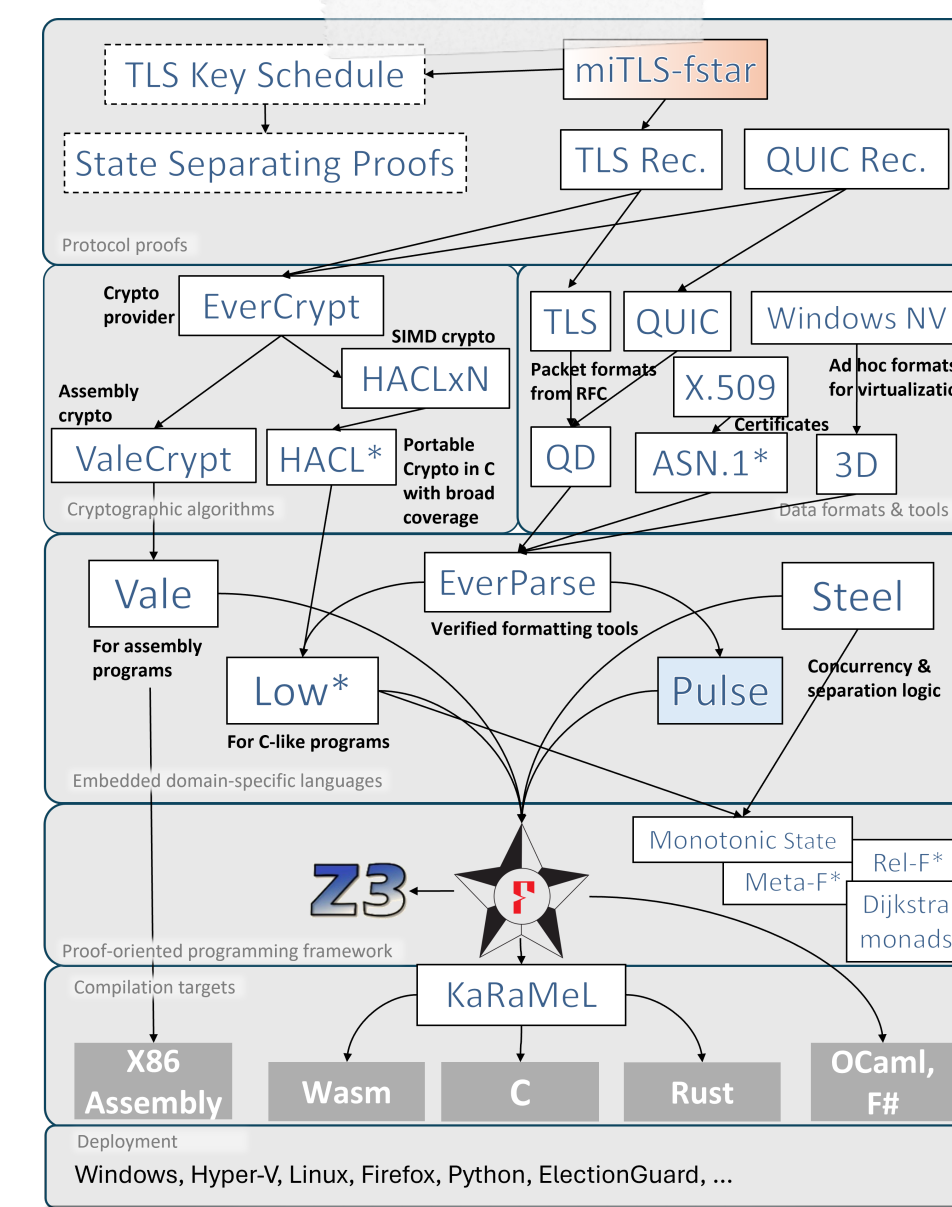 TLS Key Schedule
miTLS-fstar
State Separating Proofs
TLS Rec.
QUIC Rec.
Protocol proofs
Crypto
provider
EverCrypt
SIMD crypto
HACLxN
Assembly
crypto
ValeCrypt
HACL*
Portable
Crypto in C
with broad
coverage
Cryptographic algorithms
TLS
QUIC
Windows NV
Packet formats
from RFC
X.509
Ad hoc formats
for virtualizatio
Certificates
QD
ASN.1*
3D
Data formats & tools
Vale
For assembly
programs
EverParse
Verified formatting tools
Steel
Concurrency &
separation logic
Low*
For C-like programs
Pulse
Embedded domain-specific languages
Z3
F
Monotonic State
Meta-F*
Rel-F*
Dijkstra
monads
Proof-oriented programming framework
Compilation targets
KaRaMeL
X86
Assembly
Wasm
C
Rust
OCaml,
F#
Deployment
Windows, Hyper-V, Linux, Firefox, Python, ElectionGuard, ...